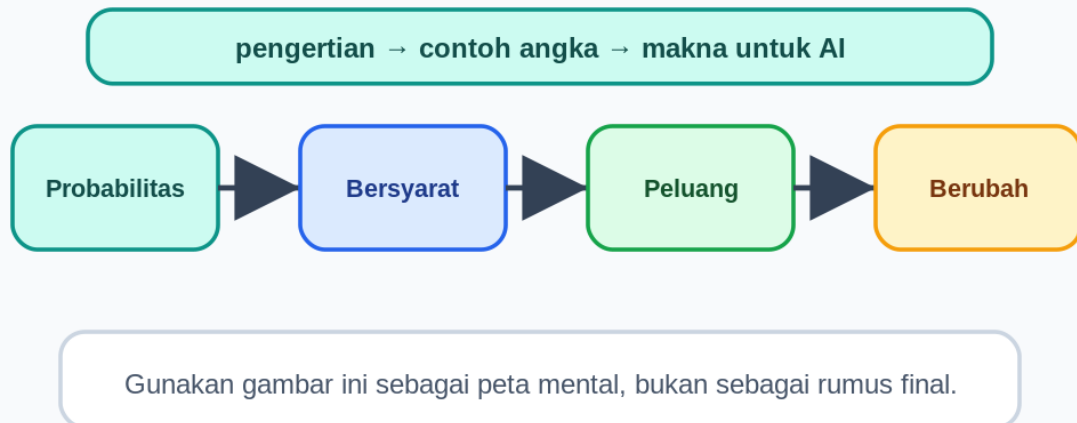 pengertian → contoh angka → makna untuk AI
Probabilitas
Bersyarat
Peluang
Berubah
Gunakan gambar ini sebagai peta mental, bukan sebagai rumus final.